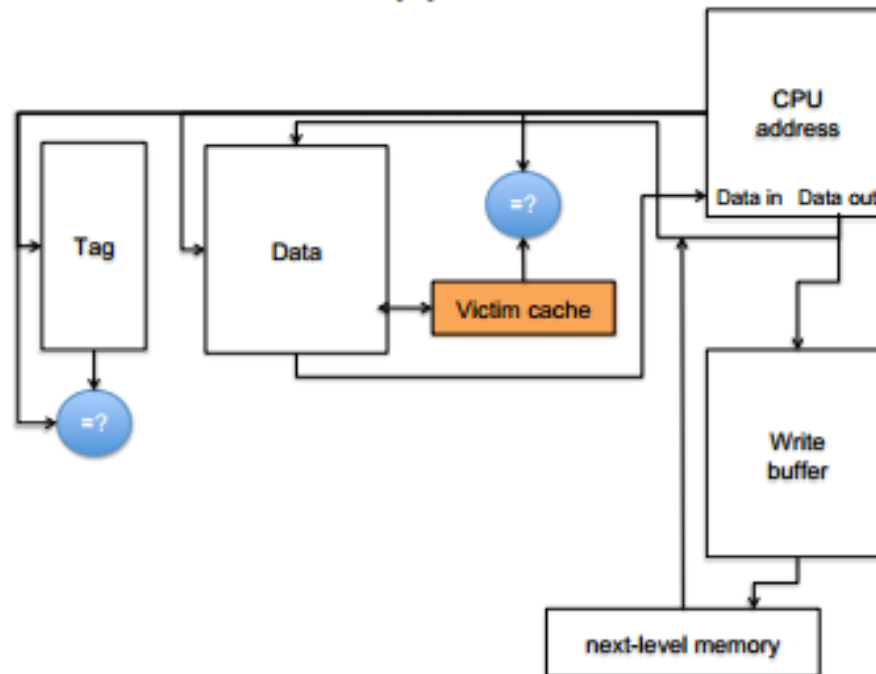 CPU
address
Data in Data out
=?
Tag
Data
Victim cache
=?
Write
buffer
next-level memory